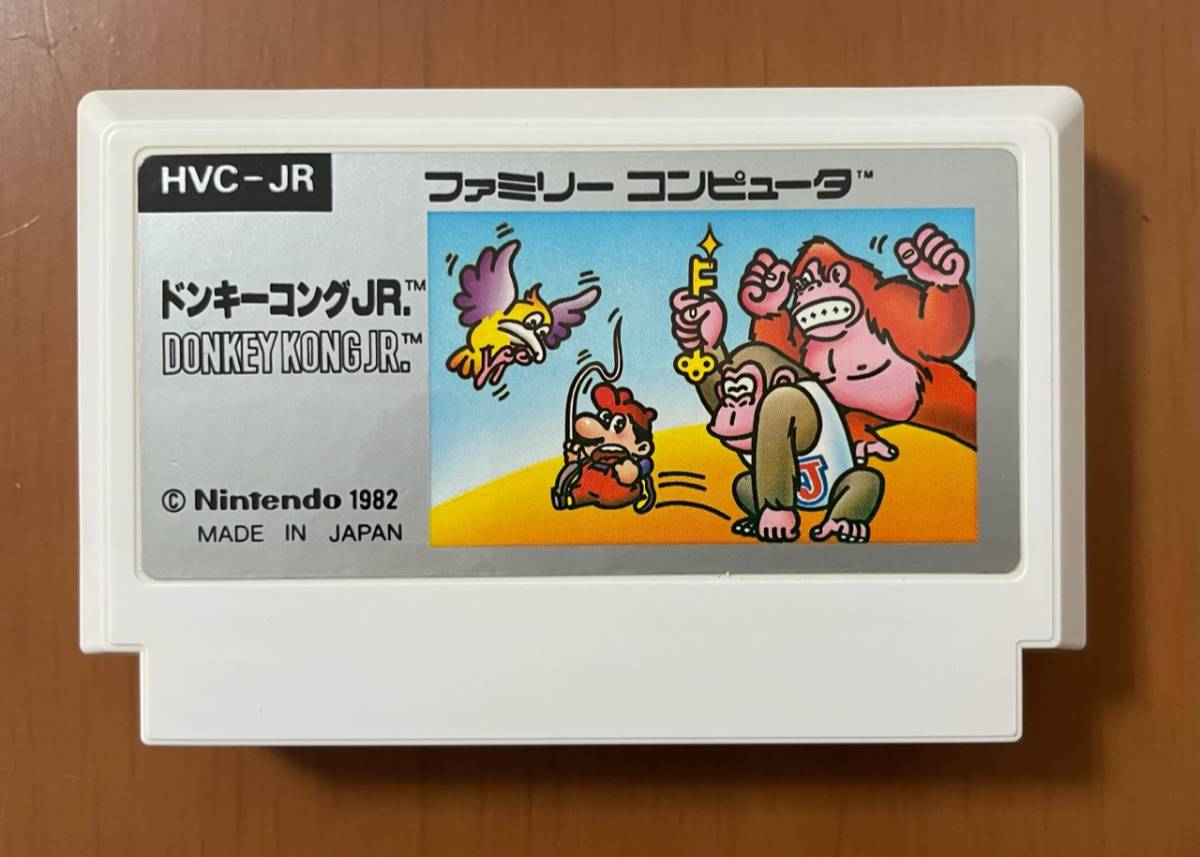 HVC-JR
ファミリー コンピュータ™
ドンキーコングJR.™
DONKEY KONG JR.™
© Nintendo 1982
MADE IN JAPAN
J